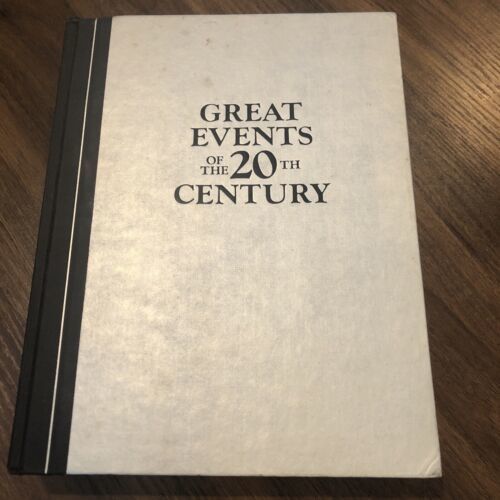 GREAT
EVENTS
OF THE 20TH
CENTURY